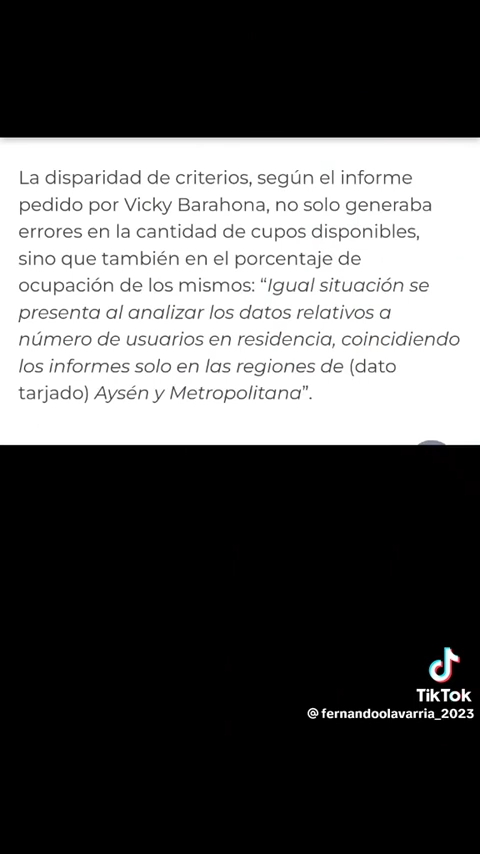 La disparidad de criterios, según el informe
pedido por Vicky Barahona, no solo generaba
errores en la cantidad de cupos disponibles,
sino que también en el porcentaje de
ocupación de los mismos: “Igual situación se
presenta al analizar los datos relativos a
número de usuarios en residencia, coincidiendo
los informes solo en las regiones de (dato
tarjado) Aysén y Metropolitana”.
TikTok
@fernandoolavarria_2023